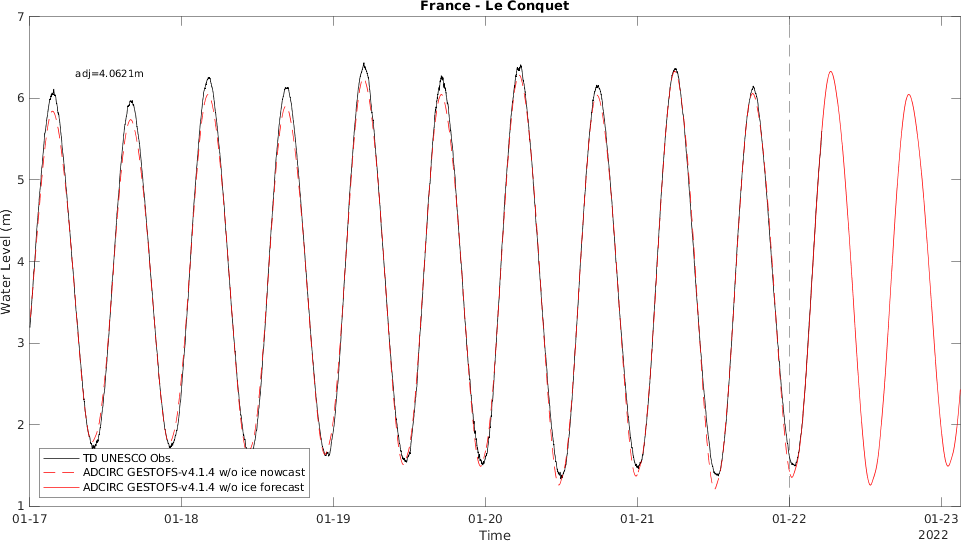 France - Le Conquet
adj=4.0621m
7
6
5
4
3
2
1
Water Level (m)
TD UNESCO Obs.
ADCIRC GESTOFS-v4.1.4 w/o ice nowcast
ADCIRC GESTOFS-v4.1.4 w/o ice forecast
01-17
01-18
01-19
01-20
01-21
01-22
01-23
Time
2022